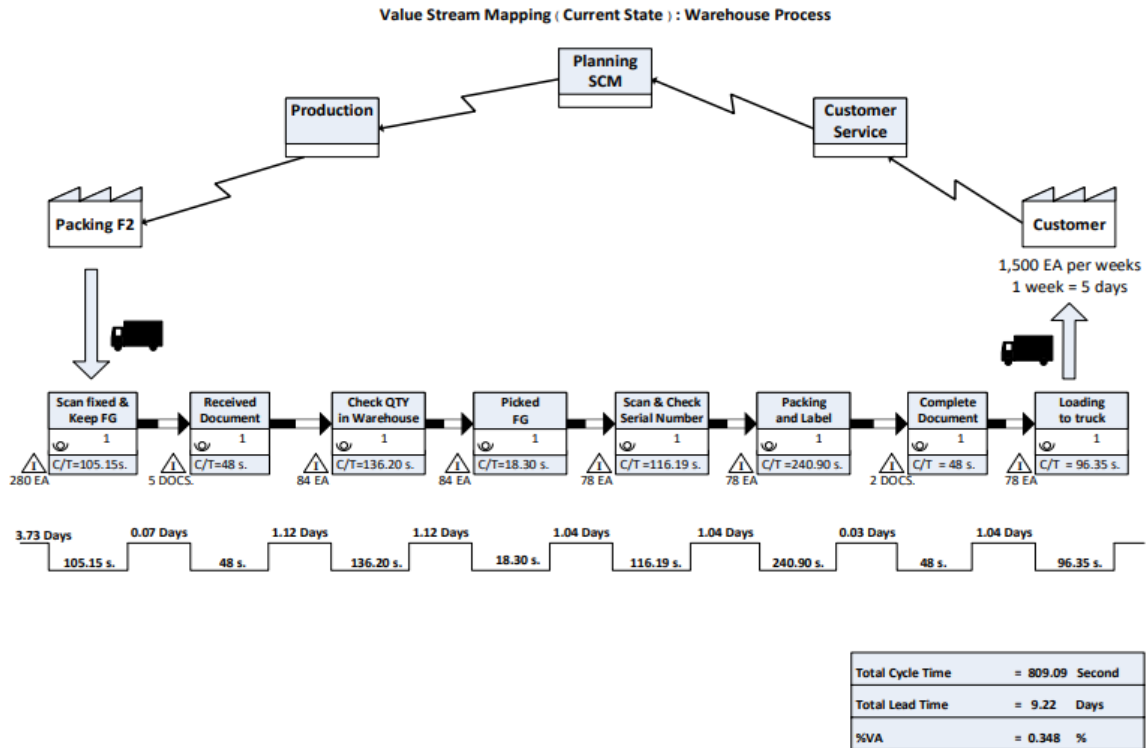 Value Stream Mapping ( Current State ) : Warehouse Process
Planning
SCM
Production
Customer
Service
Packing F2
Customer
1,500 EA per weeks
1 week = 5 days
Scan fixed &
Keep FG
1
C/T=105.15s.
I
280 EA
Received
Document
1
C/T=48 s.
I
5 DOCS.
Check QTY
in Warehouse
1
C/T=136.20 s.
I
84 EA
Picked
FG
1
C/T=18.30 s.
I
84 EA
Scan & Check
Serial Number
1
C/T =116.19 s.
I
78 EA
Packing
and Label
1
C/T =240.90 s.
I
78 EA
Complete
Document
1
C/T = 48 s.
I
2 DOCS.
Loading
to truck
1
C/T = 96.35 s.
I
78 EA
3.73 Days
0.07 Days
1.12 Days
1.12 Days
1.04 Days
1.04 Days
0.03 Days
1.04 Days
105.15 s.
48 s.
136.20 s.
18.30 s.
116.19 s.
240.90 s.
48 s.
96.35 s.
Total Cycle Time = 809.09 Second
Total Lead Time = 9.22 Days
%VA = 0.348 %